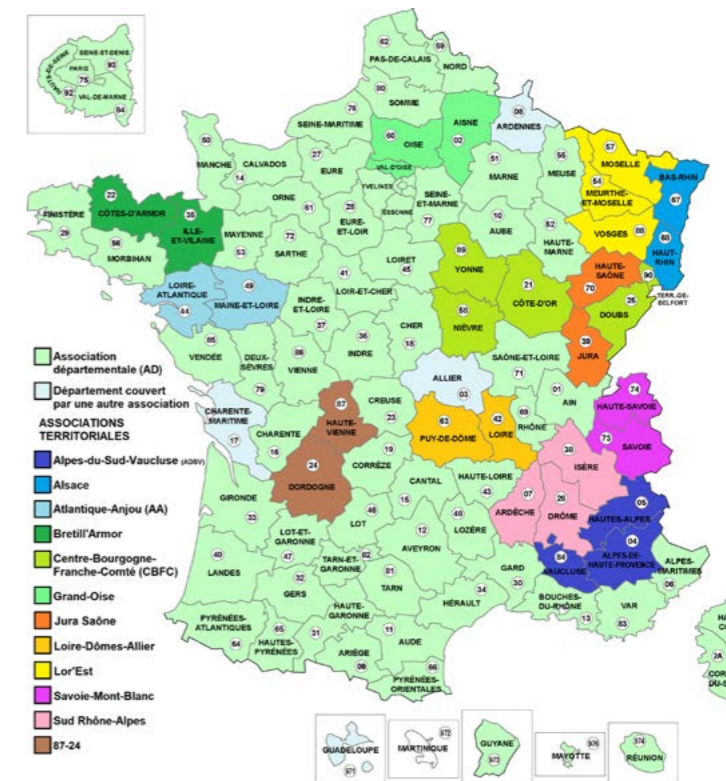 HAUTS-DE-SEINE
SEINE-ST-DENIS
93
PARIS
75
92
VAL-DE-MARNE
94
62
PAS-DE-CALAIS
59
NORD
80
SOMME
76
SEINE-MARITIME
60
OISE
AISNE
02
08
ARDENNES
50
MANCHE
CALVADOS
14
27
EURE
VAL-D'OISE
YVELINES
ESSONNE
SEINE-
ET-MARNE
77
51
MARNE
55
MEUSE
57
MOSELLE
54
MEURTHE-
ET-MOSELLE
BAS-RHIN
67
22
CÔTES-D'ARMOR
FINISTÈRE
29
35
ILLE-
ET-VILAINE
56
MORBIHAN
MAYENNE
53
ORNE
61
28
EURE-
ET-LOIR
72
SARTHE
10
AUBE
52
HAUTE-
MARNE
VOSGES
88
68
HAUT-
RHIN
LOIRE-
ATLANTIQUE
44
49
MAINE-ET-LOIRE
INDRE-
ET-LOIRE
37
41
LOIR-ET-CHER
LOIRET
45
89
YONNE
21
CÔTE-D'OR
HAUTE-
SAÔNE
70
90
TERR.-DE-
BELFORT
25
DOUBS
85
VENDÉE
DEUX-
SÈVRES
79
86
VIENNE
36
INDRE
CHER
18
58
NIÈVRE
SAÔNE-ET-LOIRE
71
39
JURA
ALLIER
03
CHARENTE-
MARITIME
17
CHARENTE
16
87
HAUTE-
VIENNE
CREUSE
23
63
PUY-DE-DÔME
42
LOIRE
69
RHÔNE
01
AIN
74
HAUTE-SAVOIE
73
SAVOIE
24
DORDOGNE
19
CORRÈZE
CANTAL
15
HAUTE-LOIRE
43
38
ISÈRE
07
ARDÈCHE
26
DRÔME
05
HAUTES-ALPES
GIRONDE
33
LOT-ET-
GARONNE
47
46
LOT
12
AVEYRON
48
LOZÈRE
GARD
30
84
VAUCLUSE
04
ALPES-DE-
HAUTE-PROVENCE
ALPES-
MARITIMES
06
40
LANDES
32
GERS
TARN-ET-
GARONNE
82
81
TARN
34
HÉRAULT
BOUCHES-
DU-RHÔNE
13
VAR
83
PYRÉNÉES-
ATLANTIQUES
64
65
HAUTES-
PYRÉNÉES
HAUTE-
GARONNE
31
ARIÈGE
09
11
AUDE
66
PYRÉNÉES-
ORIENTALES
2A
Association
départementale (AD)
Département couvert
par une autre association
ASSOCIATIONS
TERRITORIALES
Alpes-du-Sud-Vaucluse (ADSV)
Alsace
Atlantique-Anjou (AA)
Bretill'Armor
Centre-Bourgogne-
Franche-Comté (CBFC)
Grand-Oise
Jura Saône
Loire-Dômes-Allier
Lor'Est
Savoie-Mont-Blanc
Sud Rhône-Alpes
87-24
GUADELOUPE
971
972
MARTINIQUE
GUYANE
973
976
MAYOTTE
974
RÉUNION